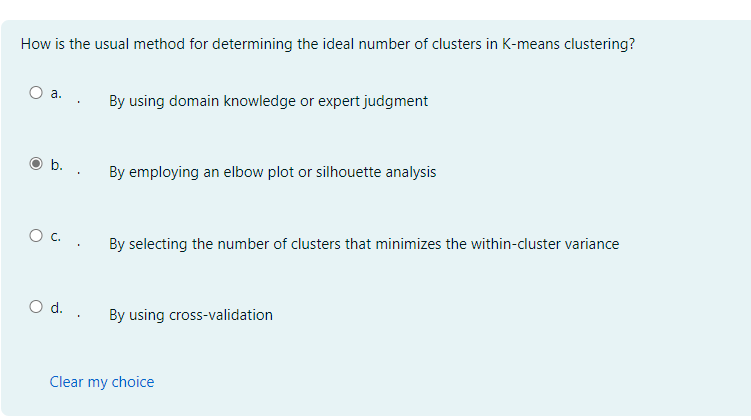 How is the usual method for determining the ideal number of clusters in K-means clustering?
a. . By using domain knowledge or expert judgment
b. . By employing an elbow plot or silhouette analysis
c. . By selecting the number of clusters that minimizes the within-cluster variance
d. . By using cross-validation
Clear my choice